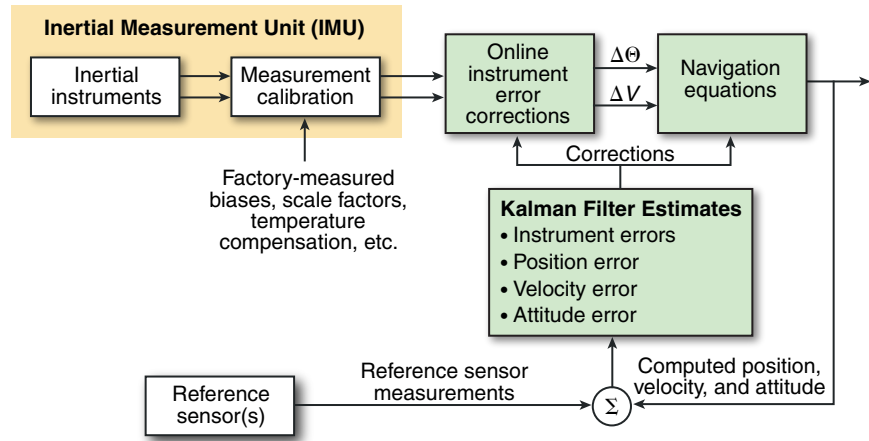 Inertial Measurement Unit (IMU)
Inertial
instruments
Measurement
calibration
Online
instrument
error
corrections
ΔΘ
ΔV
Navigation
equations
Factory-measured
biases, scale factors,
temperature
compensation, etc.
Corrections
Kalman Filter Estimates
• Instrument errors
• Position error
• Velocity error
• Attitude error
Reference
sensor(s)
Reference sensor
measurements
Σ
Computed position,
velocity, and attitude